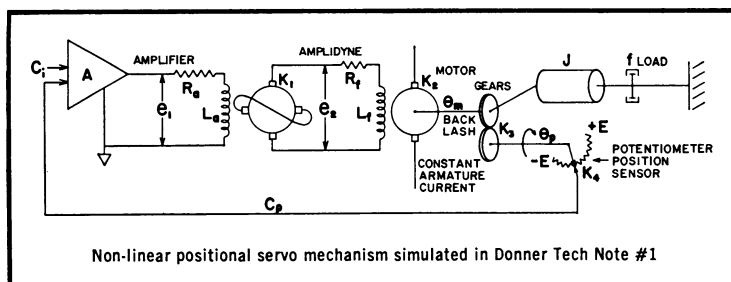 AMPLIFIER
AMPLIDYNE
MOTOR
GEARS
J
f LOAD
Ci
A
Ra
La
e1
K1
Rf
e2
Lf
K2
θm
BACK
LASH
K3
θp
+E
-E
K4
POTENTIOMETER
POSITION
SENSOR
CONSTANT
ARMATURE
CURRENT
Cp
Non-linear positional servo mechanism simulated in Donner Tech Note #1